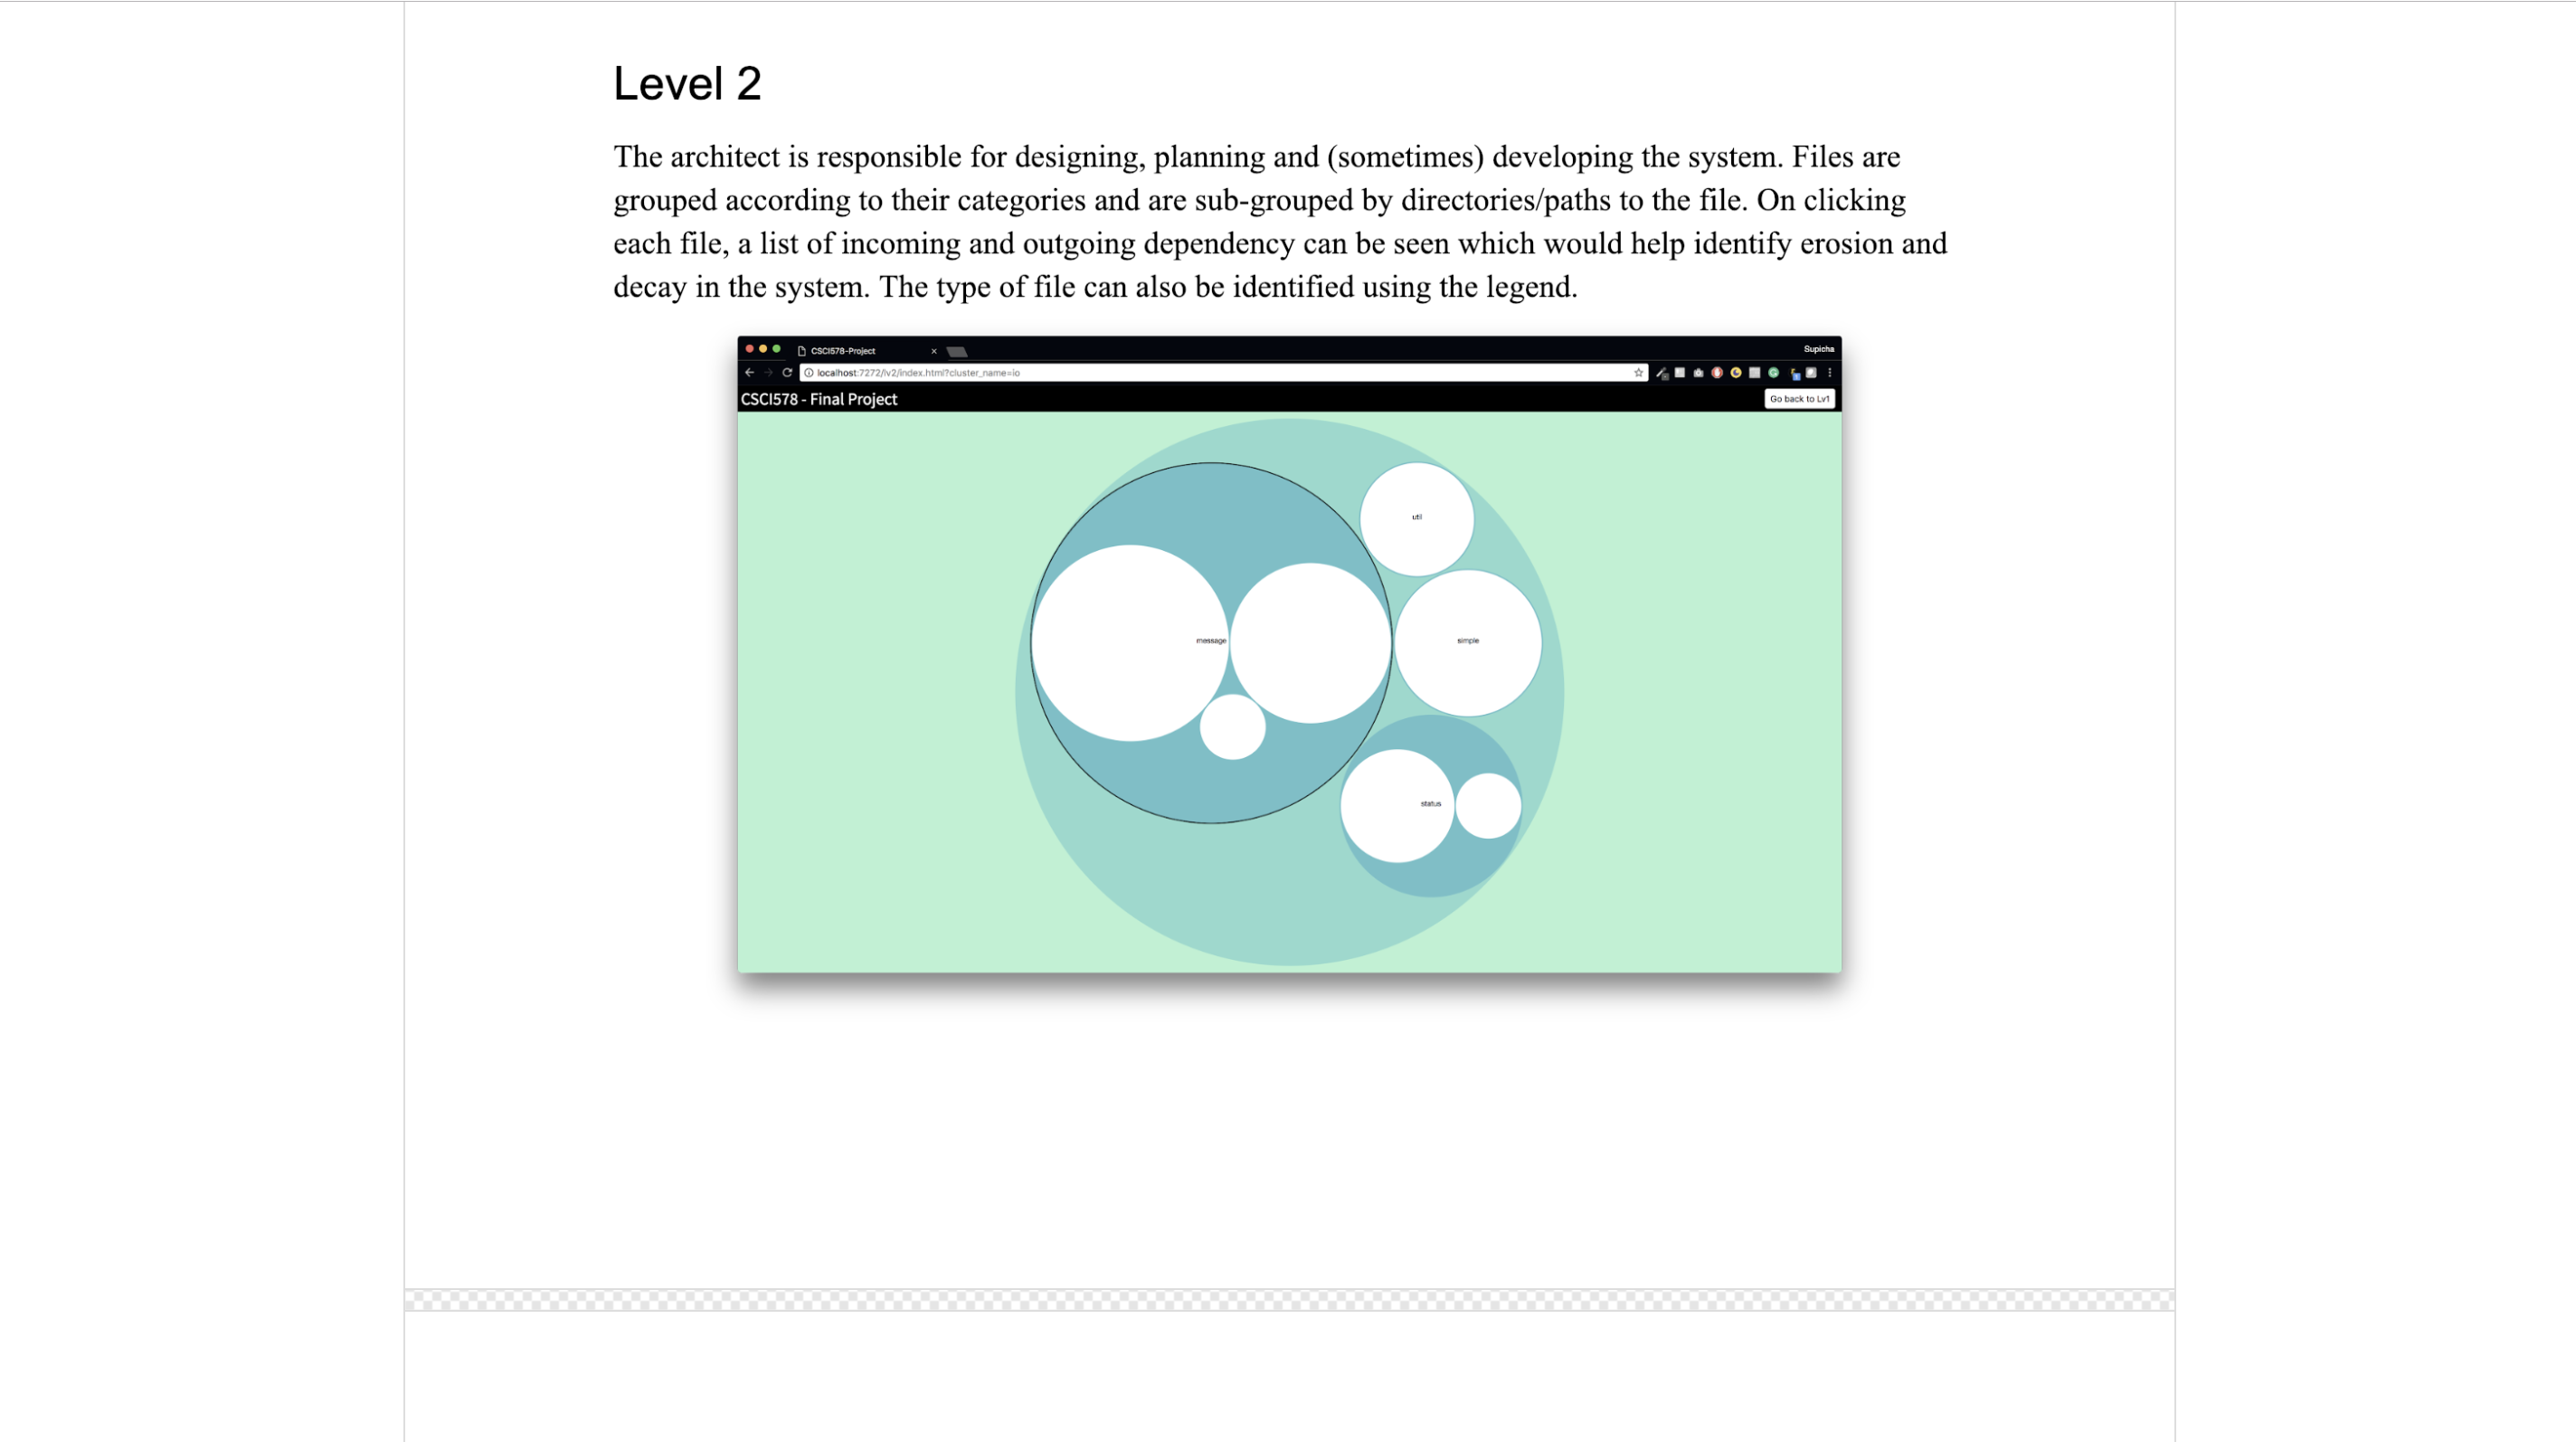 Level 2
The architect is responsible for designing, planning and (sometimes) developing the system. Files are
grouped according to their categories and are sub-grouped by directories/paths to the file. On clicking
each file, a list of incoming and outgoing dependency can be seen which would help identify erosion and
decay in the system. The type of file can also be identified using the legend.
CSCI578-Project
Supicha
localhost:7272/lv2/index.html?cluster_name=io
CSCI578 - Final Project
Go back to Lv1
util
message
simple
status